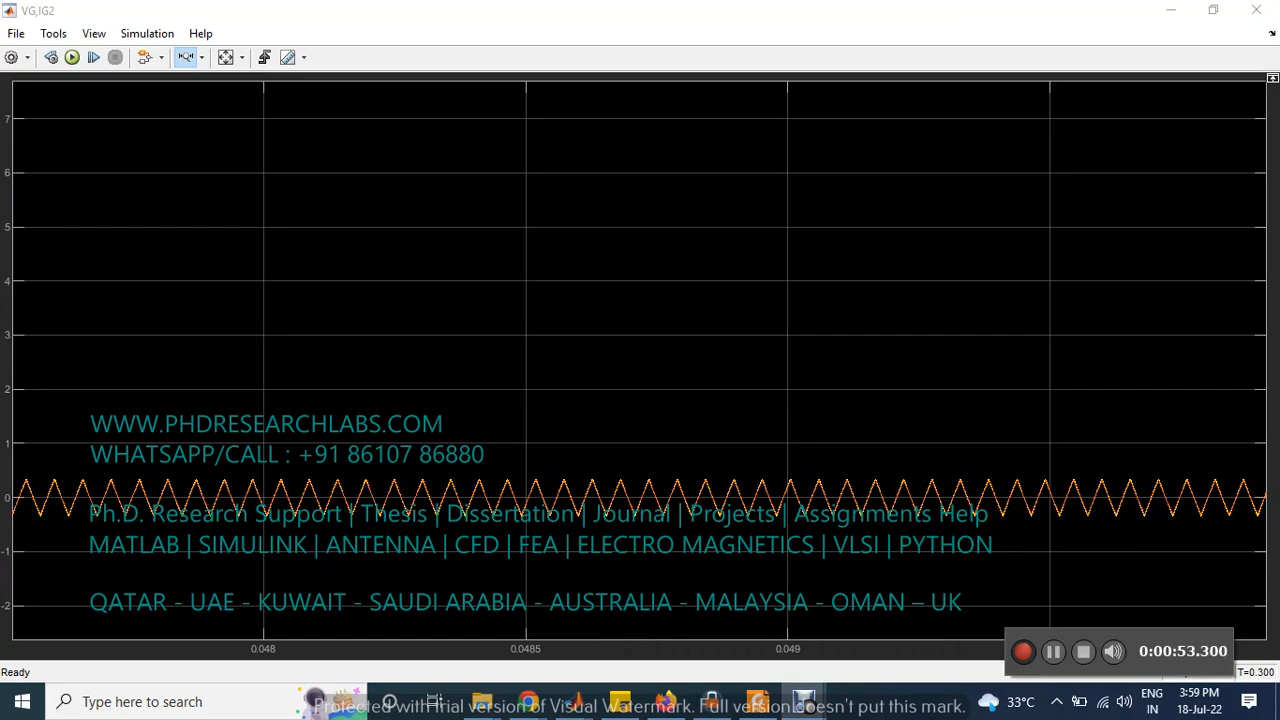 VG,IG2
File Tools View Simulation Help
7
6
5
4
3
2
1
0
-1
-2
WWW.PHDRESEARCHLABS.COM
WHATSAPP/CALL : +91 86107 86880
Ph.D. Research Support | Thesis | Dissertation | Journal | Projects | Assignments Help
MATLAB | SIMULINK | ANTENNA | CFD | FEA | ELECTRO MAGNETICS | VLSI | PYTHON
QATAR - UAE - KUWAIT - SAUDI ARABIA - AUSTRALIA - MALAYSIA - OMAN – UK
0.048 0.0485 0.049
0:00:53.300
Ready T=0.300
Type here to search
Protected with trial version of Visual Watermark. Full version doesn't put this mark.
33°C
ENG
IN
3:59 PM
18-Jul-22